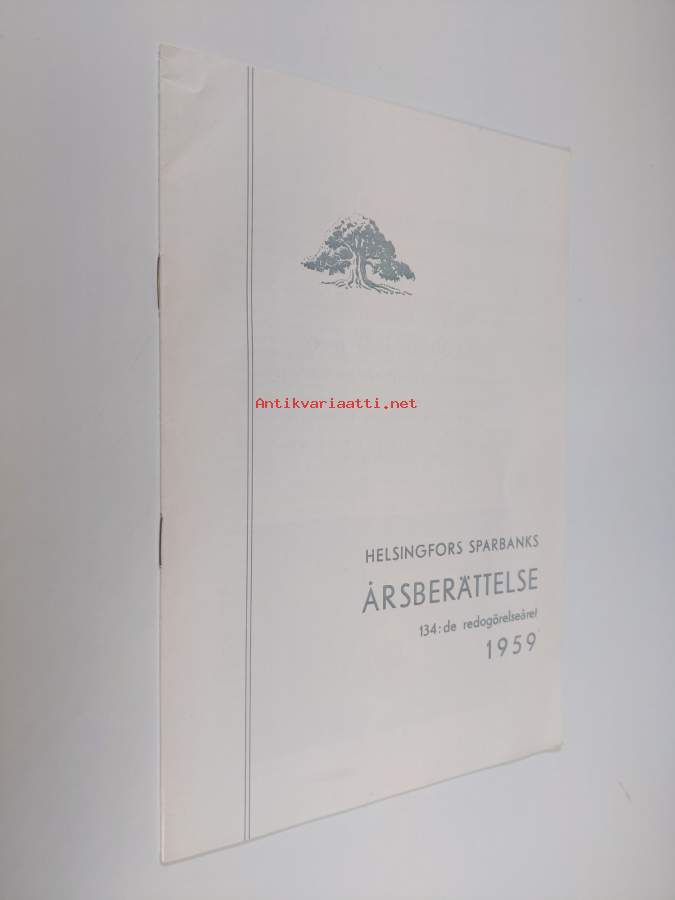 Antikvariaatti.net
HELSINGFORS SPARBANKS
ÅRSBERÄTTELSE
134:de redogörelseåret
1959